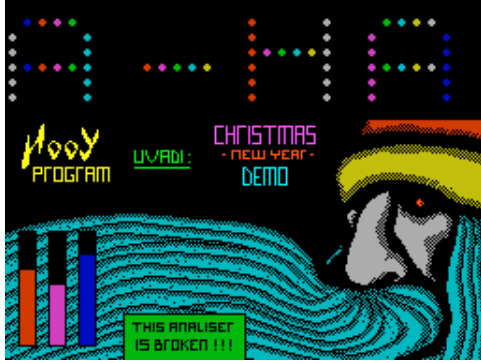 A-HA
HooY
PROGRAM
UVADI:
CHRISTMAS
- NEW YEAR -
DEMO
THIS ANALISER
IS BROKEN !!!